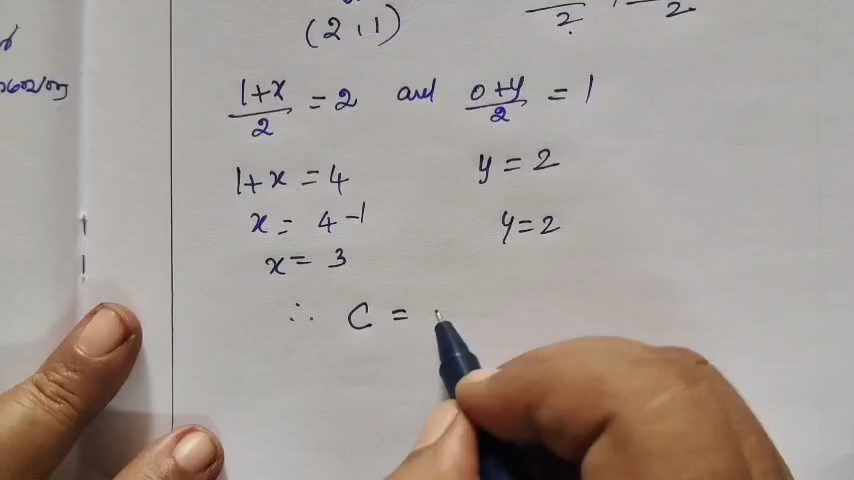 (2,1)
(1+x)/2 = 2 and (0+y)/2 = 1
1+x = 4 y = 2
x = 4-1 y = 2
x = 3
∴ C =